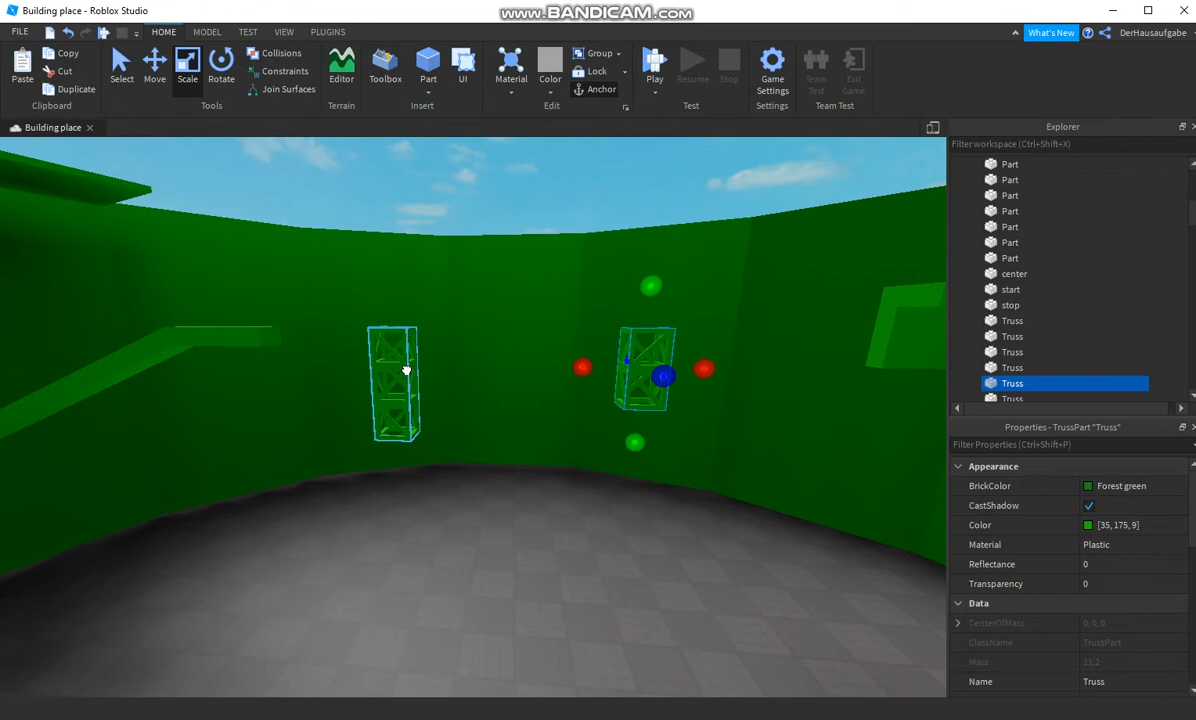 Building place - Roblox Studio
www.BANDICAM.com
FILE HOME MODEL TEST VIEW PLUGINS
What's New DerHausaufgabe
Paste
Copy
Cut
Duplicate
Clipboard
Select Move Scale Rotate
Collisions
Constraints
Join Surfaces
Tools
Editor
Terrain
Toolbox Part UI
Insert
Material Color
Group
Lock
Anchor
Edit
Play Resume Stop
Test
Game Settings
Settings
Team Test
Exit Game
Team Test
Building place
Explorer
Filter workspace (Ctrl+Shift+X)
Part
Part
Part
Part
Part
Part
Part
center
start
stop
Truss
Truss
Truss
Truss
Truss
Truss
Properties - TrussPart "Truss"
Filter Properties (Ctrl+Shift+P)
Appearance
BrickColor Forest green
CastShadow
Color [35, 175, 9]
Material Plastic
Reflectance 0
Transparency 0
Data
CenterOfMass 0, 0, 0
ClassName TrussPart
Mass 11.2
Name Truss